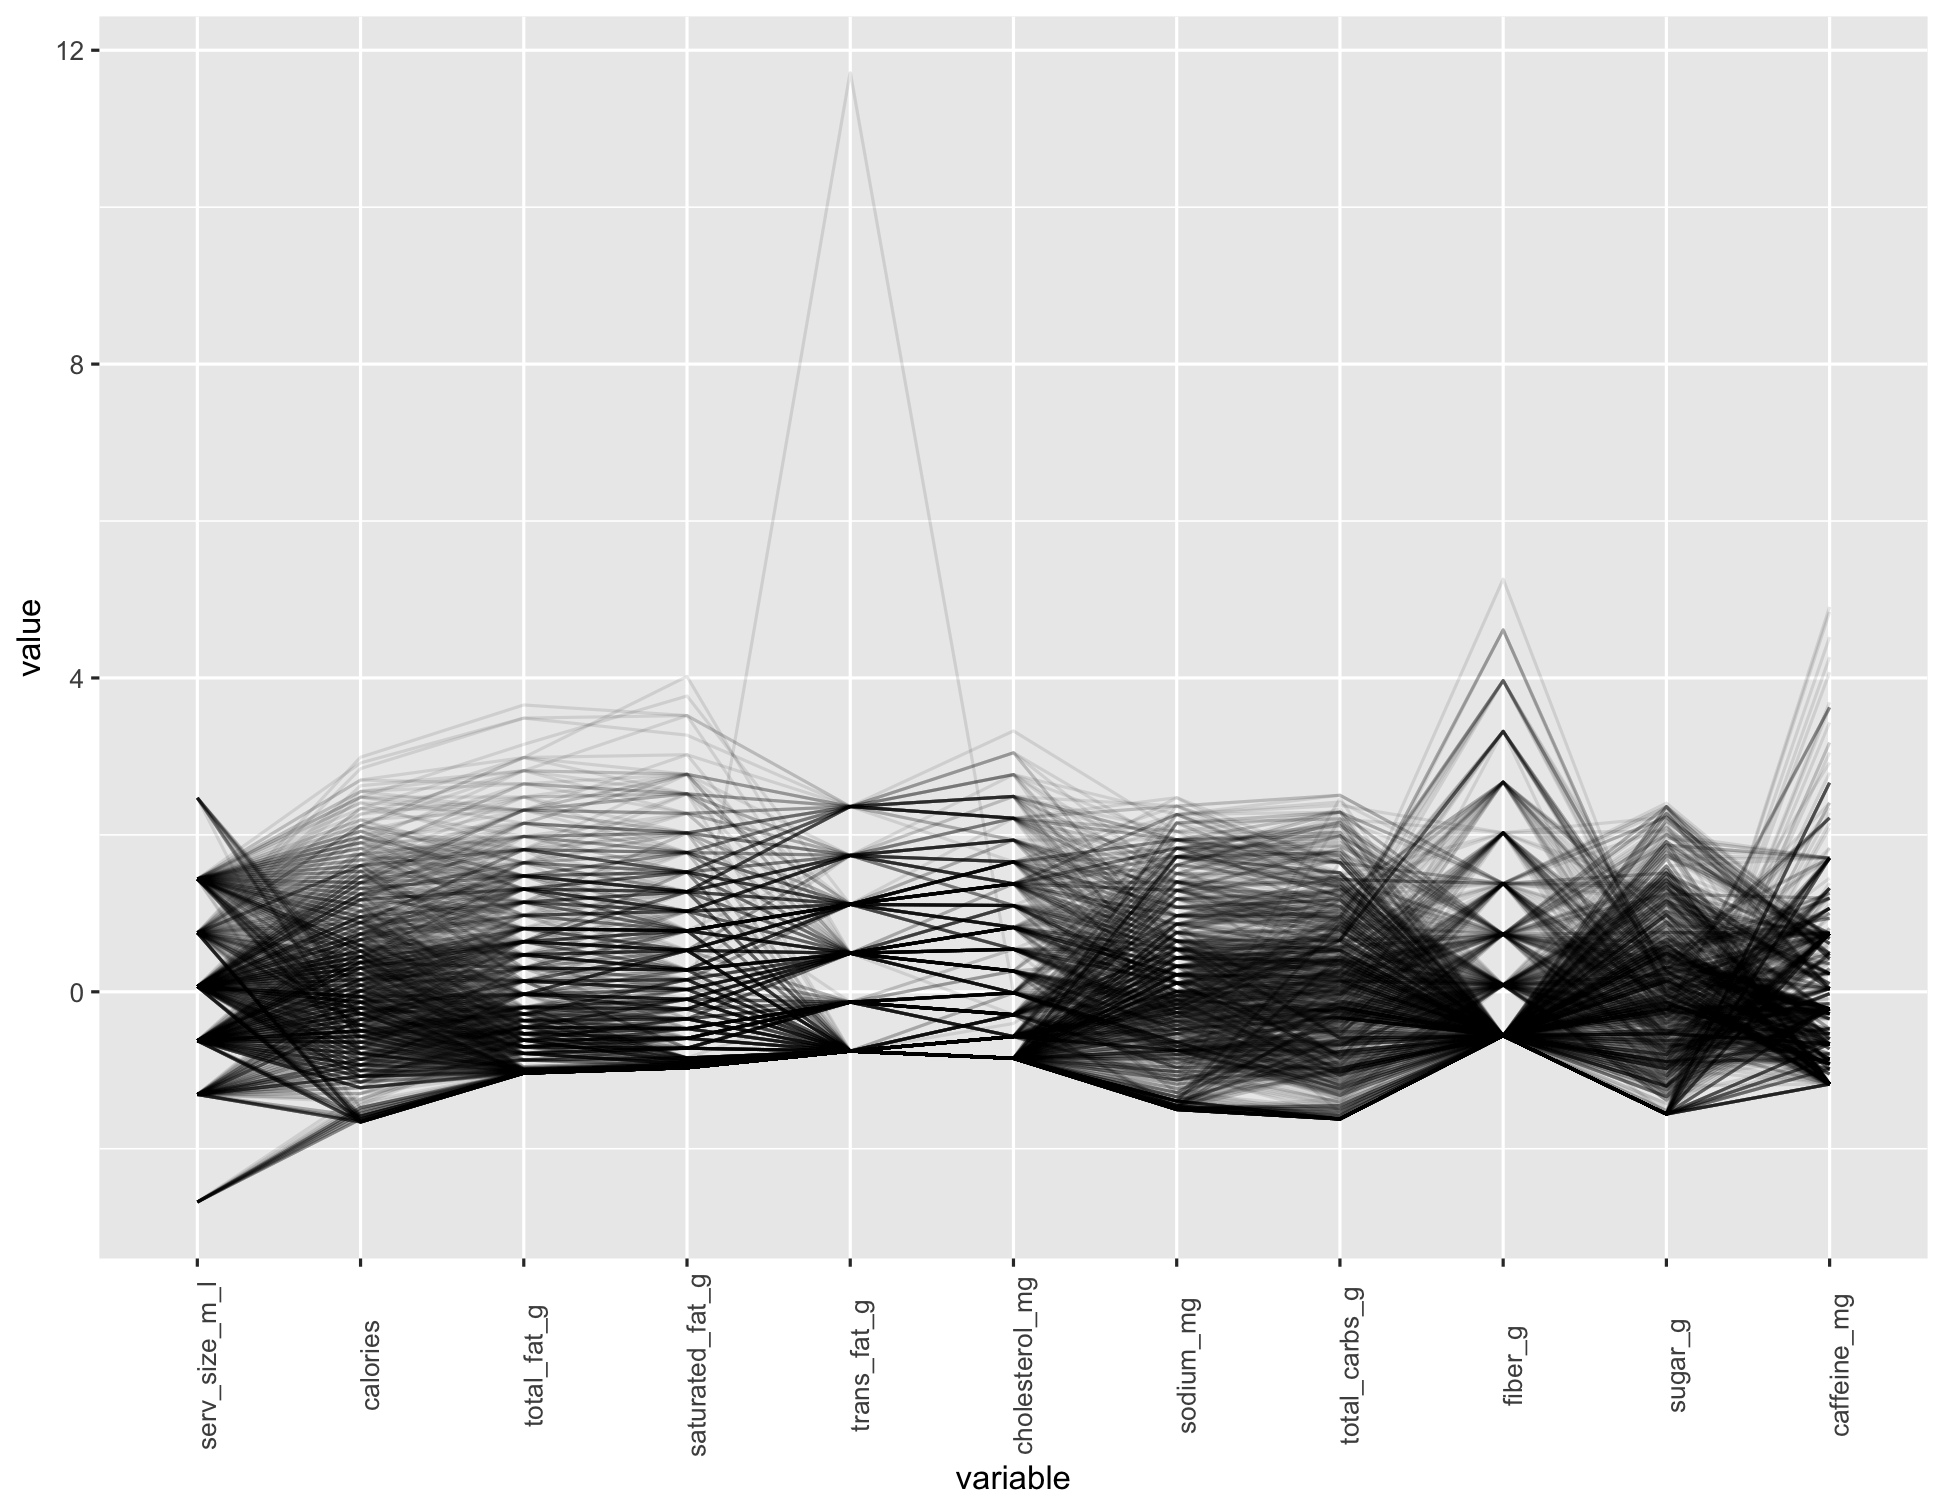 12
8
4
0
value
serv_size_m_l
calories
total_fat_g
saturated_fat_g
trans_fat_g
cholesterol_mg
sodium_mg
total_carbs_g
fiber_g
sugar_g
caffeine_mg
variable